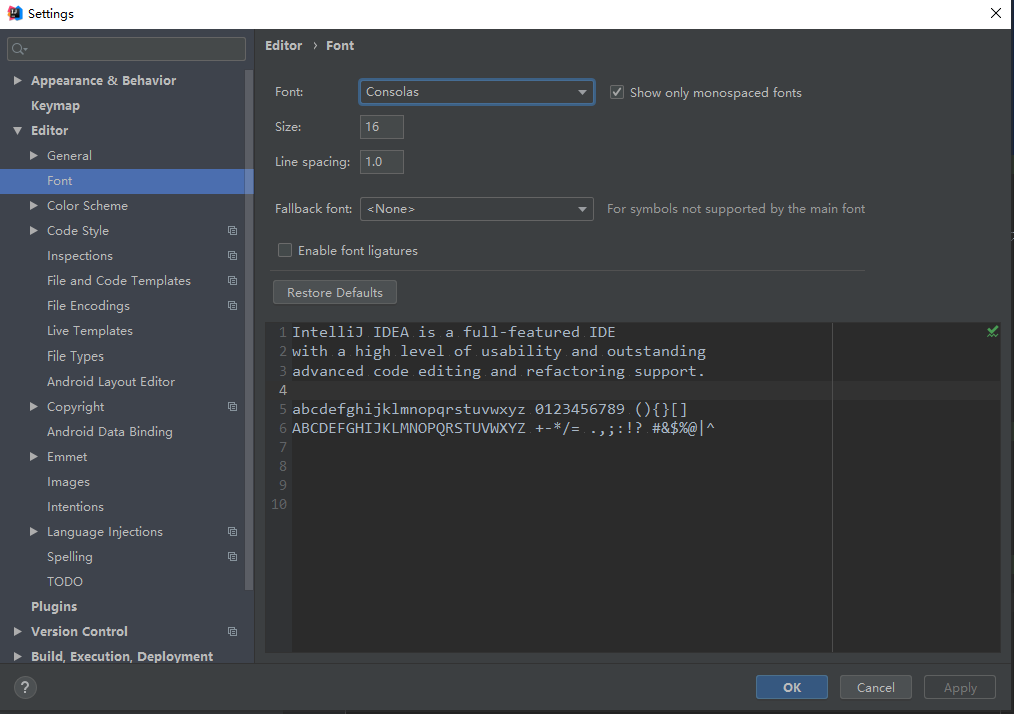 Settings
Editor › Font
Appearance & Behavior
Keymap
Editor
General
Font
Color Scheme
Code Style
Inspections
File and Code Templates
File Encodings
Live Templates
File Types
Android Layout Editor
Copyright
Android Data Binding
Emmet
Images
Intentions
Language Injections
Spelling
TODO
Plugins
Version Control
Build, Execution, Deployment
Font: Consolas Show only monospaced fonts
Size: 16
Line spacing: 1.0
Fallback font: <None> For symbols not supported by the main font
Enable font ligatures
Restore Defaults
1 IntelliJ IDEA is a full-featured IDE
2 with a high level of usability and outstanding
3 advanced code editing and refactoring support.
4
5 abcdefghijklmnopqrstuvwxyz 0123456789 (){}[]
6 ABCDEFGHIJKLMNOPQRSTUVWXYZ +-*/= .,;:!? #&$%@|^
7
8
9
10
? OK Cancel Apply